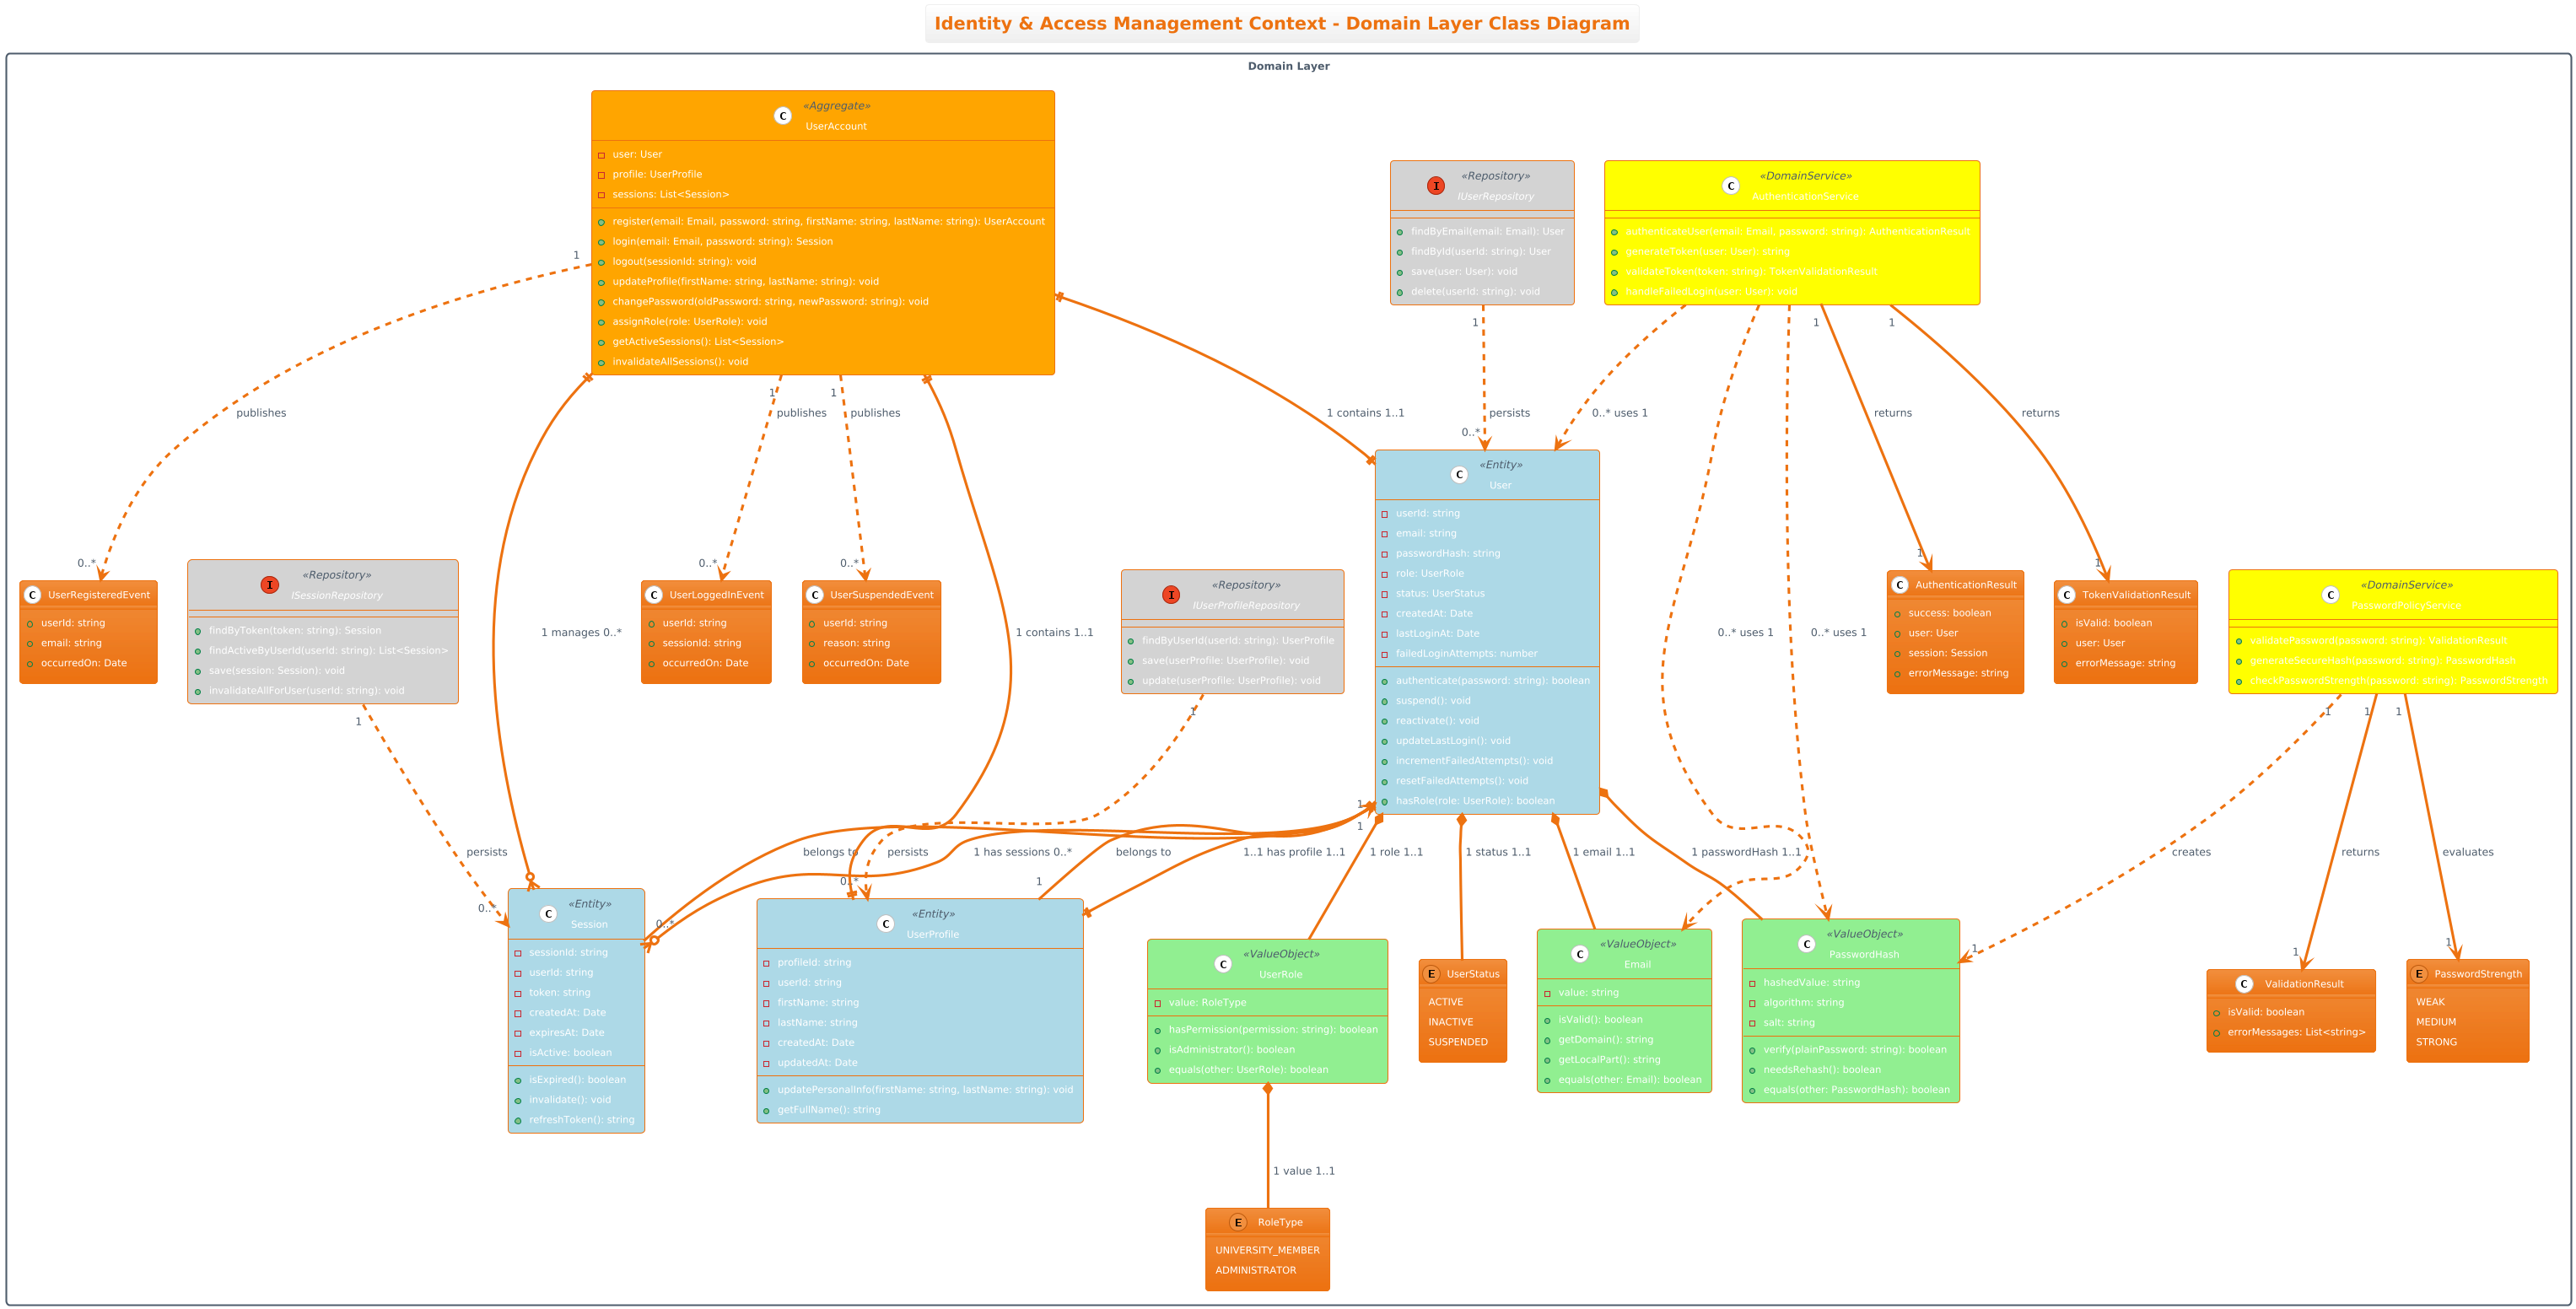 Identity & Access Management Context - Domain Layer Class Diagram
Domain Layer
«Aggregate»
UserAccount
user: User
profile: UserProfile
sessions: List<Session>
register(email: Email, password: string, firstName: string, lastName: string): UserAccount
login(email: Email, password: string): Session
logout(sessionId: string): void
updateProfile(firstName: string, lastName: string): void
changePassword(oldPassword: string, newPassword: string): void
assignRole(role: UserRole): void
getActiveSessions(): List<Session>
invalidateAllSessions(): void
«Repository»
IUserRepository
findByEmail(email: Email): User
findById(userId: string): User
save(user: User): void
delete(userId: string): void
«DomainService»
AuthenticationService
authenticateUser(email: Email, password: string): AuthenticationResult
generateToken(user: User): string
validateToken(token: string): TokenValidationResult
handleFailedLogin(user: User): void
1
1
1
1
1
1
publishes
publishes
publishes
1 contains 1..1
persists
0..* uses 1
returns
returns
0..*
«Entity»
User
userId: string
email: string
passwordHash: string
role: UserRole
status: UserStatus
createdAt: Date
lastLoginAt: Date
failedLoginAttempts: number
authenticate(password: string): boolean
suspend(): void
reactivate(): void
updateLastLogin(): void
incrementFailedAttempts(): void
resetFailedAttempts(): void
hasRole(role: UserRole): boolean
0..*
0..*
0..*
1
1
UserRegisteredEvent
userId: string
email: string
occurredOn: Date
«Repository»
ISessionRepository
findByToken(token: string): Session
findActiveByUserId(userId: string): List<Session>
save(session: Session): void
invalidateAllForUser(userId: string): void
1 manages 0..*
UserLoggedInEvent
userId: string
sessionId: string
occurredOn: Date
UserSuspendedEvent
userId: string
reason: string
occurredOn: Date
1 contains 1..1
«Repository»
IUserProfileRepository
findByUserId(userId: string): UserProfile
save(userProfile: UserProfile): void
update(userProfile: UserProfile): void
0..* uses 1
0..* uses 1
AuthenticationResult
success: boolean
user: User
session: Session
errorMessage: string
TokenValidationResult
isValid: boolean
user: User
errorMessage: string
«DomainService»
PasswordPolicyService
validatePassword(password: string): ValidationResult
generateSecureHash(password: string): PasswordHash
checkPasswordStrength(password: string): PasswordStrength
1
1
1
1
1
1
1
persists
belongs to
persists
1 has sessions 0..*
belongs to
1..1 has profile 1..1
1 role 1..1
1 status 1..1
1 email 1..1
1 passwordHash 1..1
creates
returns
evaluates
0..*
0..*
0..*
1
1
1
1
«Entity»
Session
sessionId: string
userId: string
token: string
createdAt: Date
expiresAt: Date
isActive: boolean
isExpired(): boolean
invalidate(): void
refreshToken(): string
«Entity»
UserProfile
profileId: string
userId: string
firstName: string
lastName: string
createdAt: Date
updatedAt: Date
updatePersonalInfo(firstName: string, lastName: string): void
getFullName(): string
«ValueObject»
UserRole
value: RoleType
hasPermission(permission: string): boolean
isAdministrator(): boolean
equals(other: UserRole): boolean
UserStatus
ACTIVE
INACTIVE
SUSPENDED
«ValueObject»
Email
value: string
isValid(): boolean
getDomain(): string
getLocalPart(): string
equals(other: Email): boolean
«ValueObject»
PasswordHash
hashedValue: string
algorithm: string
salt: string
verify(plainPassword: string): boolean
needsRehash(): boolean
equals(other: PasswordHash): boolean
ValidationResult
isValid: boolean
errorMessages: List<string>
PasswordStrength
WEAK
MEDIUM
STRONG
1 value 1..1
RoleType
UNIVERSITY_MEMBER
ADMINISTRATOR